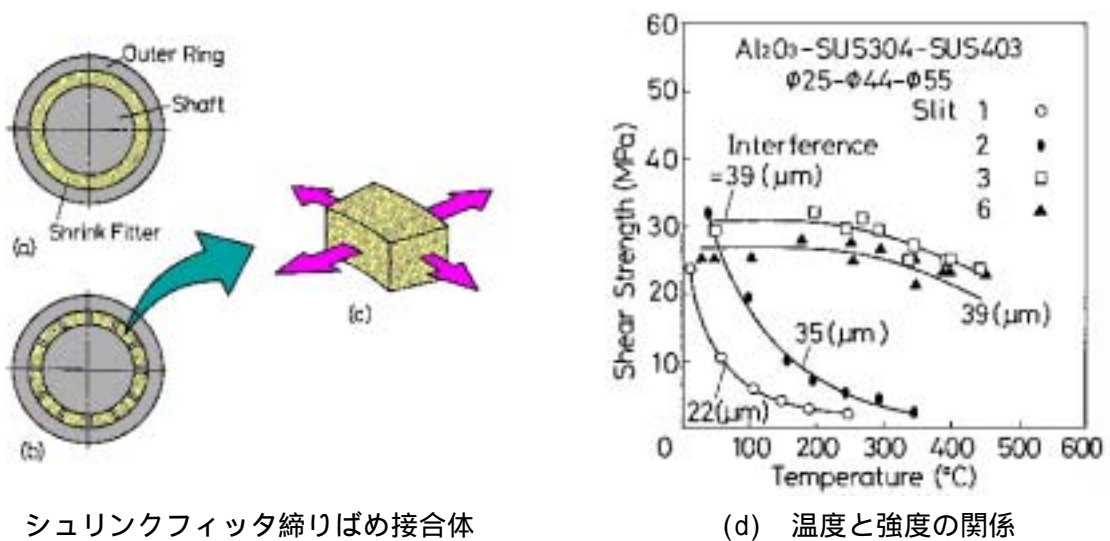 Outer Ring
Shaft
Shrink Fitter
(a)
(b)
(c)
シュリンクフィッタ締りばめ接合体
60
50
40
30
20
10
0
100
200
300
400
500
600
Shear Strength (MPa)
Temperature (°C)
Al₂O₃-SUS304-SUS403
φ25-φ44-φ55
Slit 1
2
3
6
Interference
=39 (μm)
39 (μm)
35 (μm)
22 (μm)
(d) 温度と強度の関係